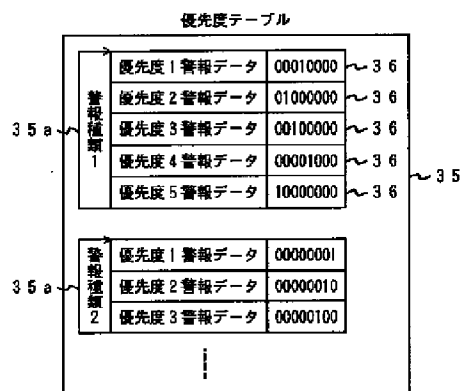 優先度テーブル
警報種類1
優先度1警報データ 00010000 36
優先度2警報データ 01000000 36
優先度3警報データ 00100000 36
優先度4警報データ 00001000 36
優先度5警報データ 10000000 36
35a
35
警報種類2
優先度1警報データ 00000001
優先度2警報データ 00000010
優先度3警報データ 00000100
35a